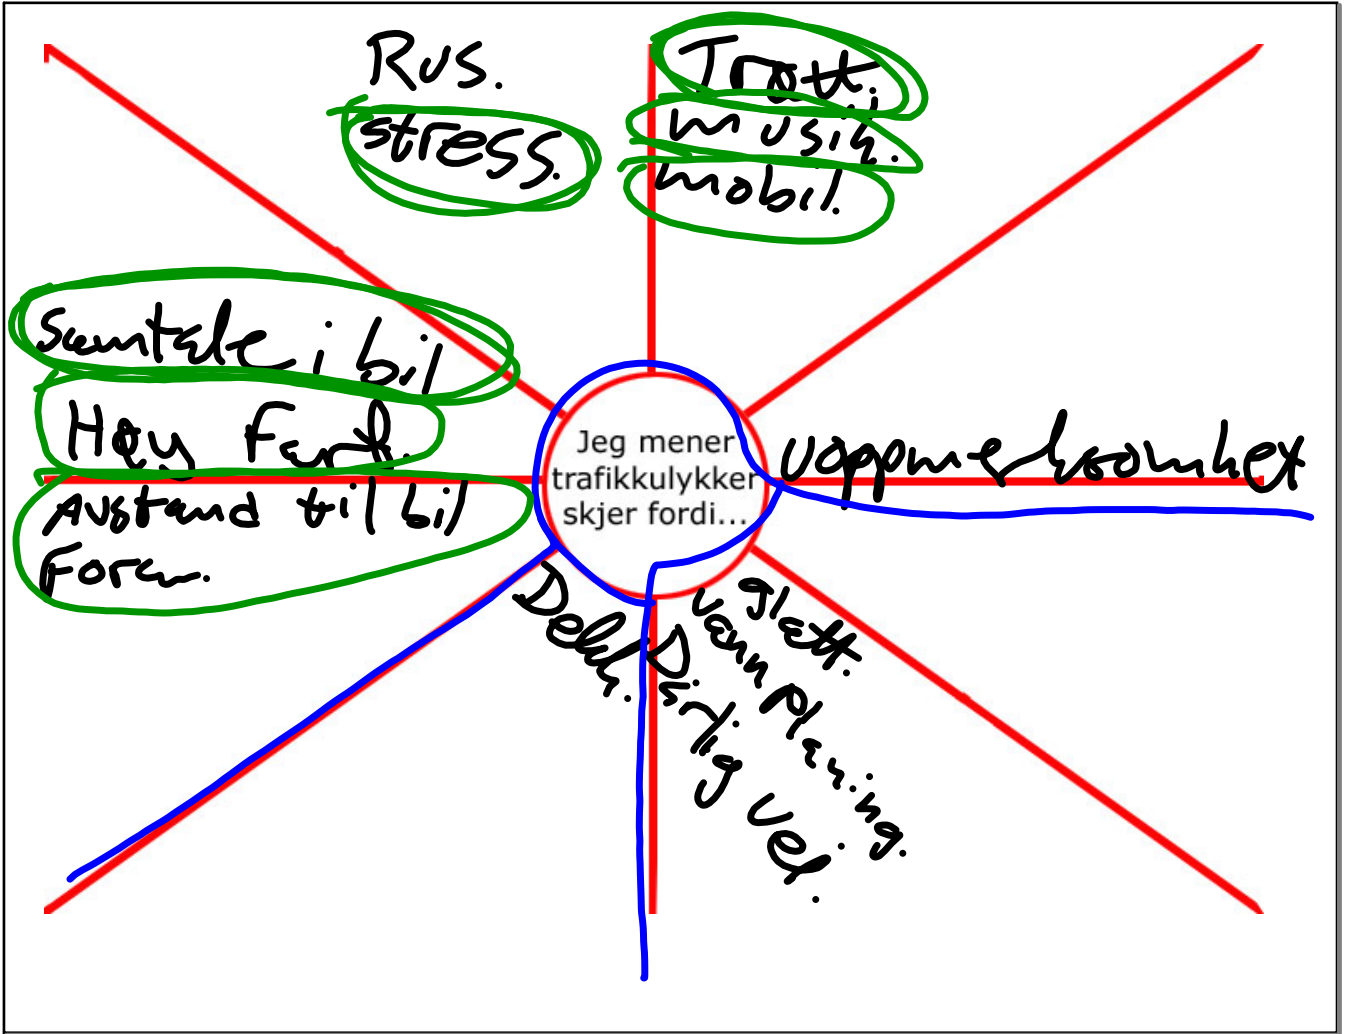 Rus.
stress.
Trøtt.
musik.
mobil.
Samtale i bil
Høy Fart.
Avstand til bil
Foran.
Jeg mener
trafikkulykker
skjer fordi...
uoppmerksomhet
Dekk.
Dårlig vei.
glatt.
vannplaning.